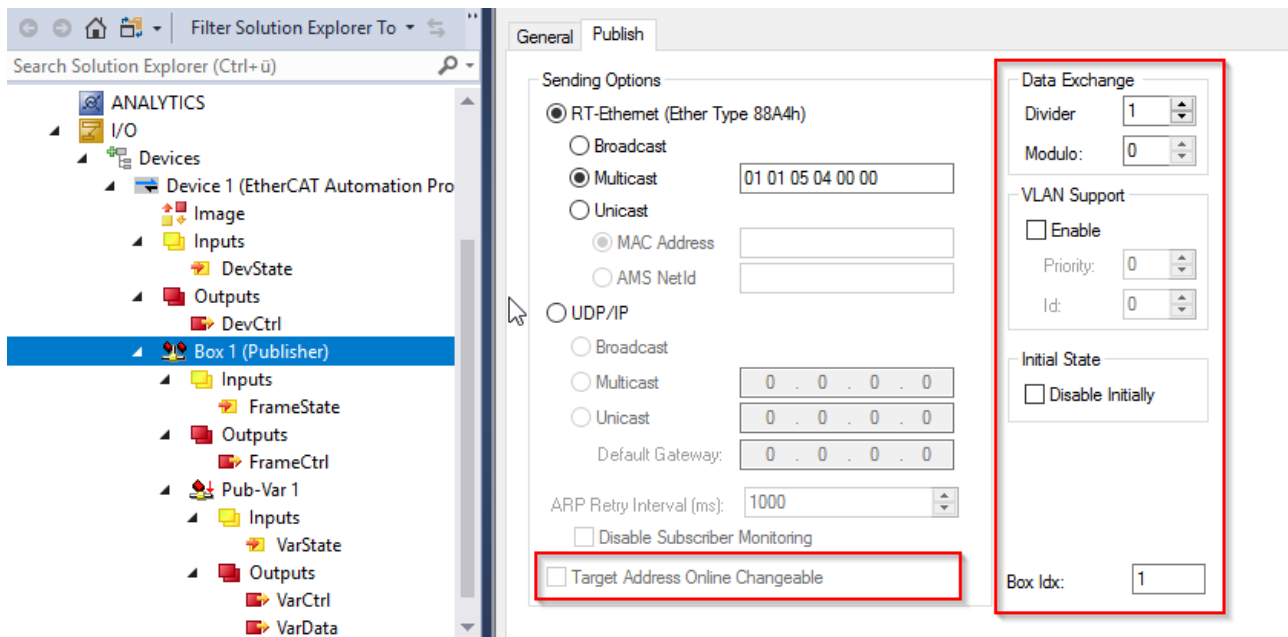 Filter Solution Explorer To
Search Solution Explorer (Ctrl+ü)
ANALYTICS
I/O
Devices
Device 1 (EtherCAT Automation Pro
Image
Inputs
DevState
Outputs
DevCtrl
Box 1 (Publisher)
Inputs
FrameState
Outputs
FrameCtrl
Pub-Var 1
Inputs
VarState
Outputs
VarCtrl
VarData
General Publish
Sending Options
RT-Ethernet (Ether Type 88A4h)
Broadcast
Multicast 01 01 05 04 00 00
Unicast
MAC Address
AMS NetId
UDP/IP
Broadcast
Multicast 0 . 0 . 0 . 0
Unicast 0 . 0 . 0 . 0
Default Gateway: 0 . 0 . 0 . 0
ARP Retry Interval (ms): 1000
Disable Subscriber Monitoring
Target Address Online Changeable
Data Exchange
Divider 1
Modulo: 0
VLAN Support
Enable
Priority: 0
Id: 0
Initial State
Disable Initially
Box Idx: 1